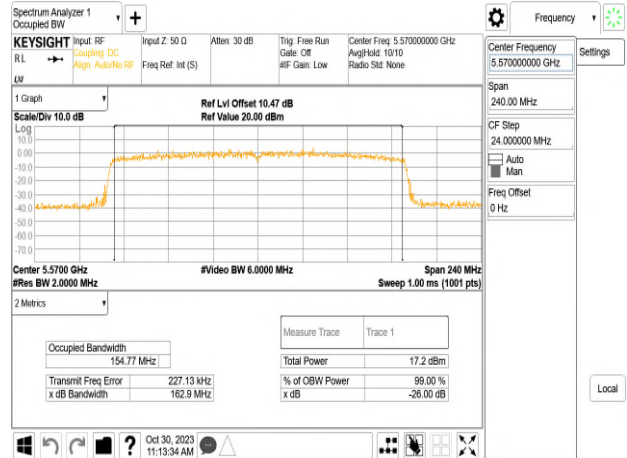 Spectrum Analyzer 1
Occupied BW
+
Frequency
KEYSIGHT
RL
Input: RF
Coupling: DC
Align: Auto/No RF
Input Z: 50 Ω
Freq Ref: Int (S)
Atten: 30 dB
Trig: Free Run
Gate: Off
#IF Gain: Low
Center Freq: 5.570000000 GHz
Avg|Hold: 10/10
Radio Std: None
Center Frequency
5.570000000 GHz
Settings
Span
240.00 MHz
CF Step
24.000000 MHz
Auto
Man
Freq Offset
0 Hz
Local
1 Graph
Scale/Div 10.0 dB
Ref Lvl Offset 10.47 dB
Ref Value 20.00 dBm
Log
10.0
0.00
-10.0
-20.0
-30.0
-40.0
-50.0
-60.0
-70.0
Center 5.5700 GHz
#Res BW 2.0000 MHz
#Video BW 6.0000 MHz
Span 240 MHz
Sweep 1.00 ms (1001 pts)
2 Metrics
Measure Trace Trace 1
Occupied Bandwidth
154.77 MHz
Total Power 17.2 dBm
Transmit Freq Error 227.13 kHz
% of OBW Power 99.00 %
x dB Bandwidth 162.9 MHz
x dB -26.00 dB
?
Oct 30, 2023
11:13:34 AM